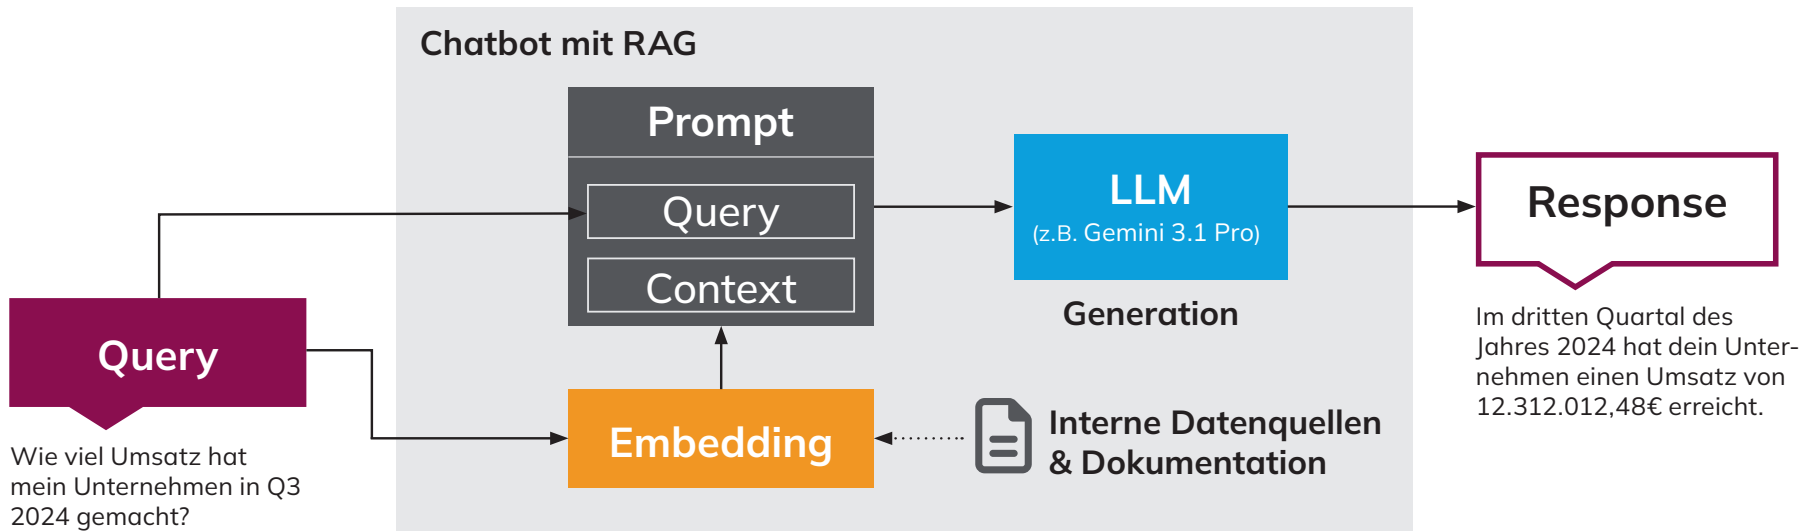 Chatbot mit RAG
Prompt
Query
Context
LLM
(z.B. Gemini 3.1 Pro)
Generation
Response
Im dritten Quartal des
Jahres 2024 hat dein Unter-
nehmen einen Umsatz von
12.312.012,48€ erreicht.
Query
Wie viel Umsatz hat
mein Unternehmen in Q3
2024 gemacht?
Embedding
Interne Datenquellen
& Dokumentation